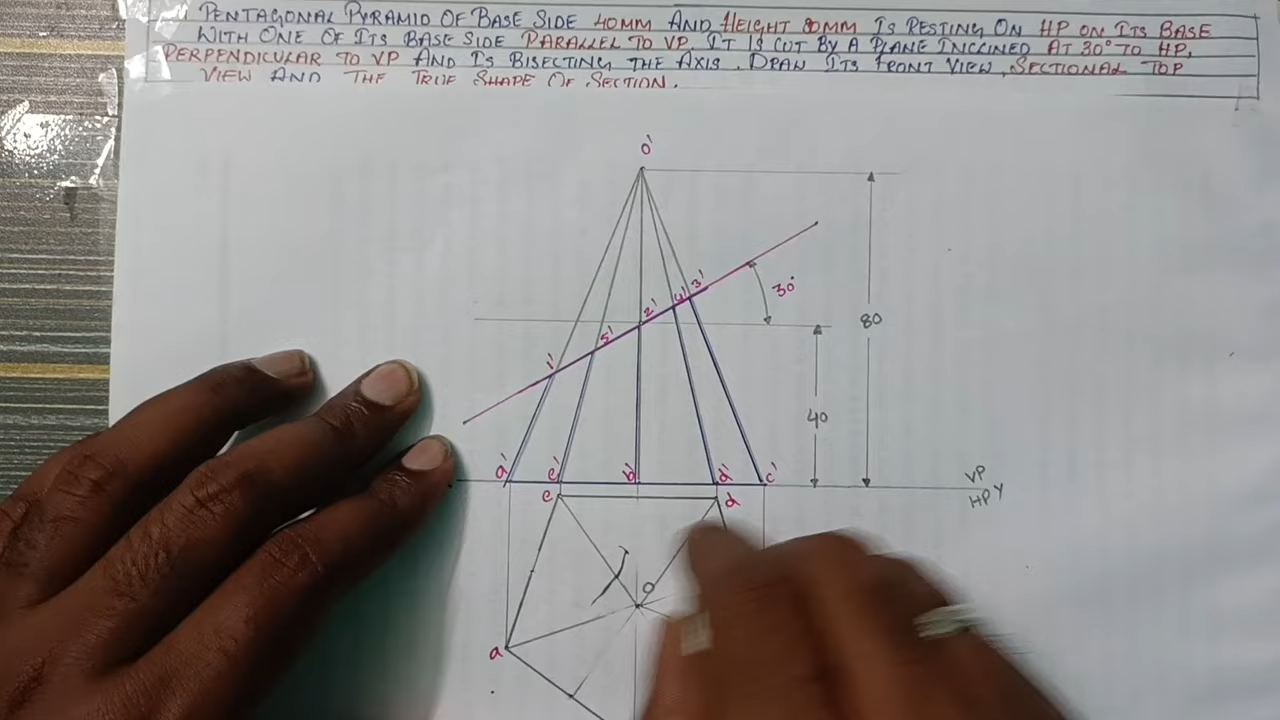 PENTAGONAL PYRAMID OF BASE SIDE 40MM AND HEIGHT 80MM IS RESTING ON HP ON ITS BASE
WITH ONE OF ITS BASE SIDE PARALLEL TO VP. IT IS CUT BY A PLANE INCLINED AT 30° TO HP,
PERPENDICULAR TO VP AND IS BISECTING THE AXIS. DRAW ITS FRONT VIEW, SECTIONAL TOP
VIEW AND THE TRUE SHAPE OF SECTION.
o'
3'
4'
30°
2'
80
5'
1'
40
a' e' b' d' c'
VP
HP Y
e d
o
a